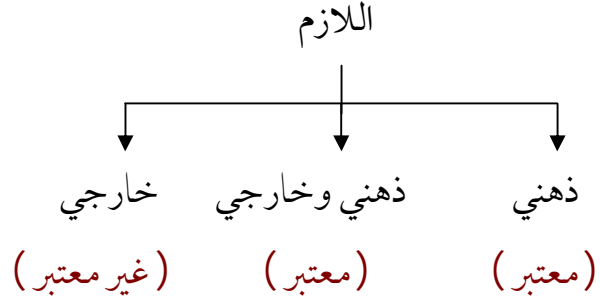 اللازم
ذهني ذهني وخارجي خارجي
(معتبر) (معتبر) (غير معتبر)